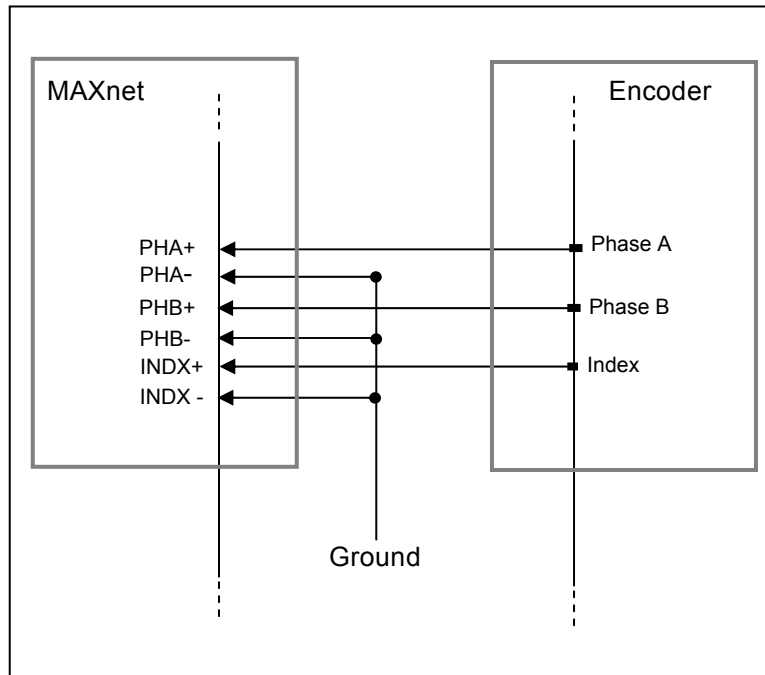 MAXnet
Encoder
PHA+
PHA-
PHB+
PHB-
INDX+
INDX -
Phase A
Phase B
Index
Ground